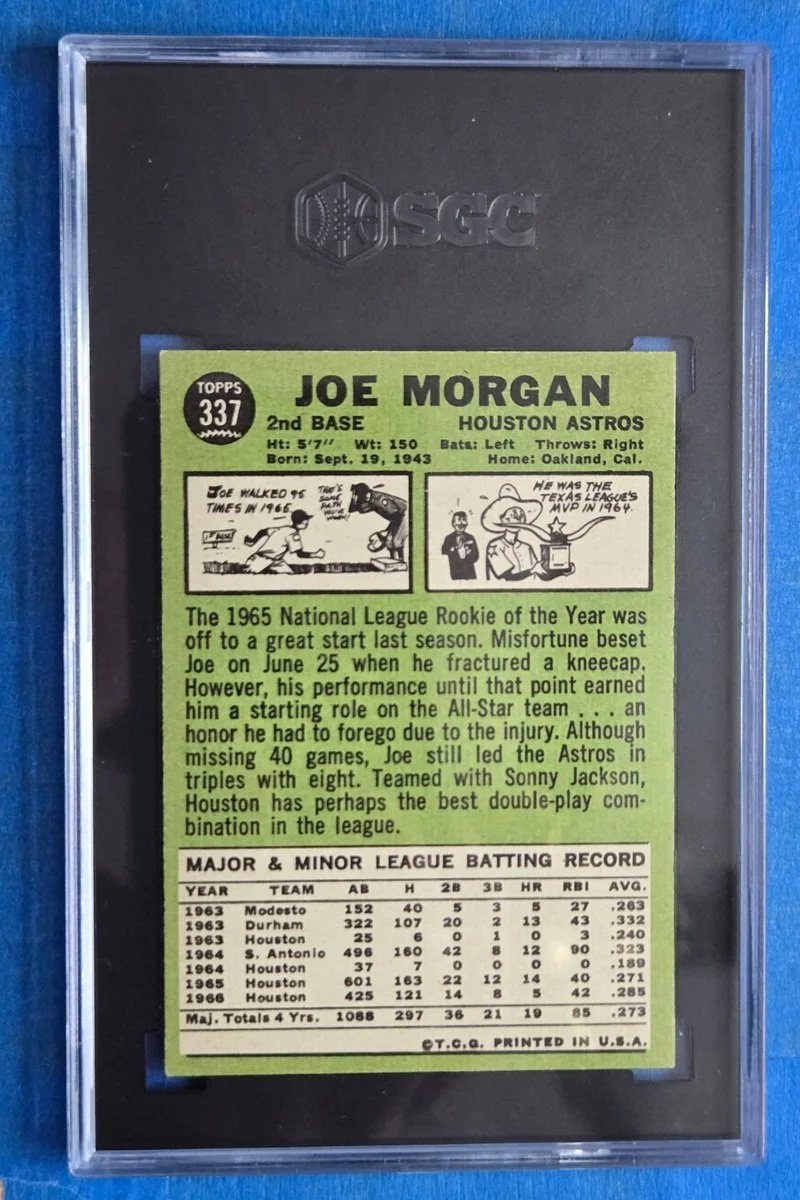 SGC
TOPPS
337
JOE MORGAN
2nd BASE HOUSTON ASTROS
Ht: 5'7" Wt: 150 Bats: Left Throws: Right
Born: Sept. 19, 1943 Home: Oakland, Cal.
JOE WALKED 95
TIMES IN 1965.
THAT'S
SOME
PATH
YOU'VE
WORN!
1st BASE
HE WAS THE
TEXAS LEAGUE'S
MVP IN 1964.
The 1965 National League Rookie of the Year was
off to a great start last season. Misfortune beset
Joe on June 25 when he fractured a kneecap.
However, his performance until that point earned
him a starting role on the All-Star team . . . an
honor he had to forego due to the injury. Although
missing 40 games, Joe still led the Astros in
triples with eight. Teamed with Sonny Jackson,
Houston has perhaps the best double-play com-
bination in the league.
MAJOR & MINOR LEAGUE BATTING RECORD
YEAR TEAM AB H 2B 3B HR RBI AVG.
1963 Modesto 152 40 5 3 5 27 .263
1963 Durham 322 107 20 2 13 43 .332
1963 Houston 25 6 0 1 0 3 .240
1964 S. Antonio 496 160 42 8 12 90 .323
1964 Houston 37 7 0 0 0 0 .189
1965 Houston 601 163 22 12 14 40 .271
1966 Houston 425 121 14 8 5 42 .285
Maj. Totals 4 Yrs. 1088 297 36 21 19 85 .273
©T.C.G. PRINTED IN U.S.A.